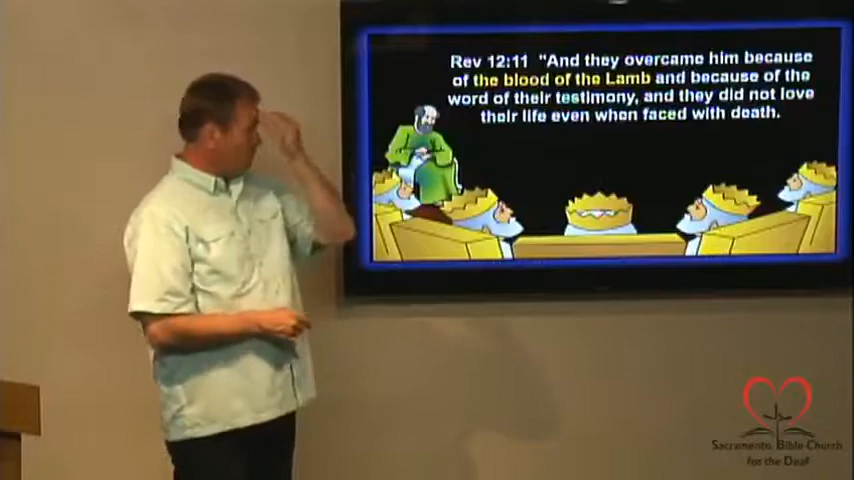 Rev 12:11 "And they overcame him because
of the blood of the Lamb and because of the
word of their testimony, and they did not love
their life even when faced with death.
Sacramento Bible Church
for the Deaf